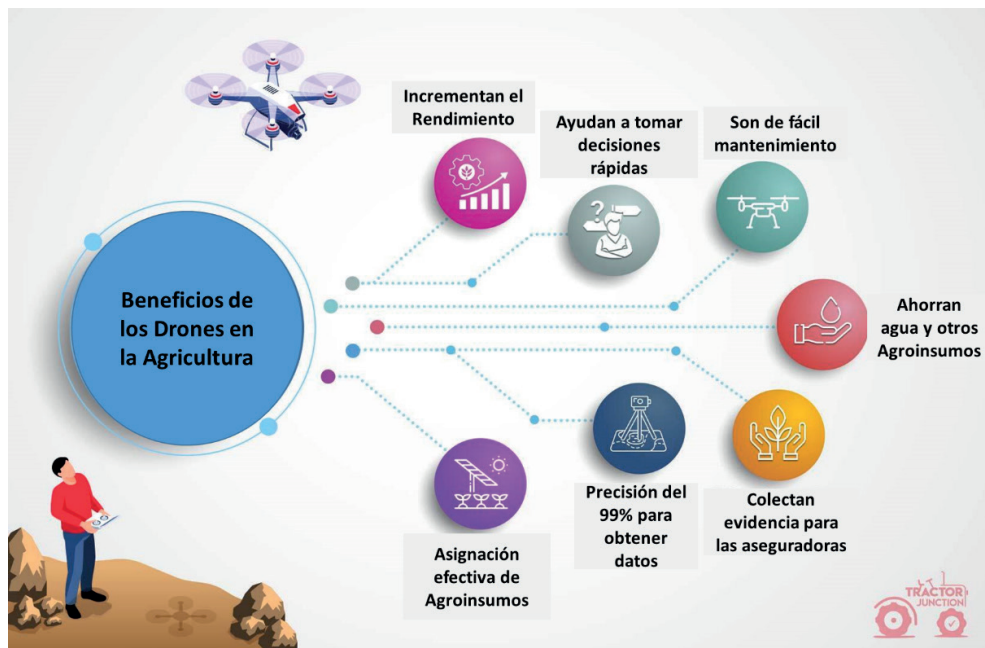 Beneficios de
los Drones en
la Agricultura
Incrementan el
Rendimiento
Ayudan a tomar
decisiones
rápidas
Son de fácil
mantenimiento
Ahorran
agua y otros
Agroinsumos
Colectan
evidencia para
las aseguradoras
Precisión del
99% para
obtener
datos
Asignación
efectiva de
Agroinsumos
?
TRACTOR
JUNCTION